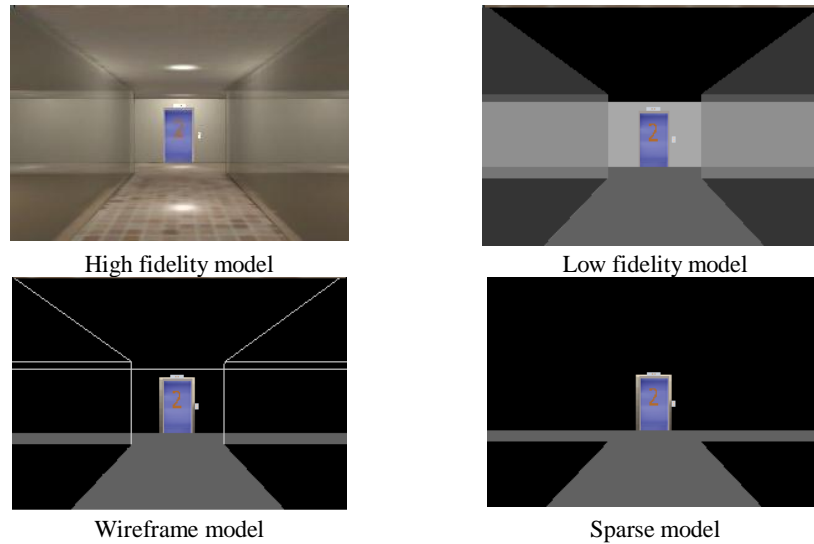 2
2
High fidelity model
Low fidelity model
2
2
Wireframe model
Sparse model